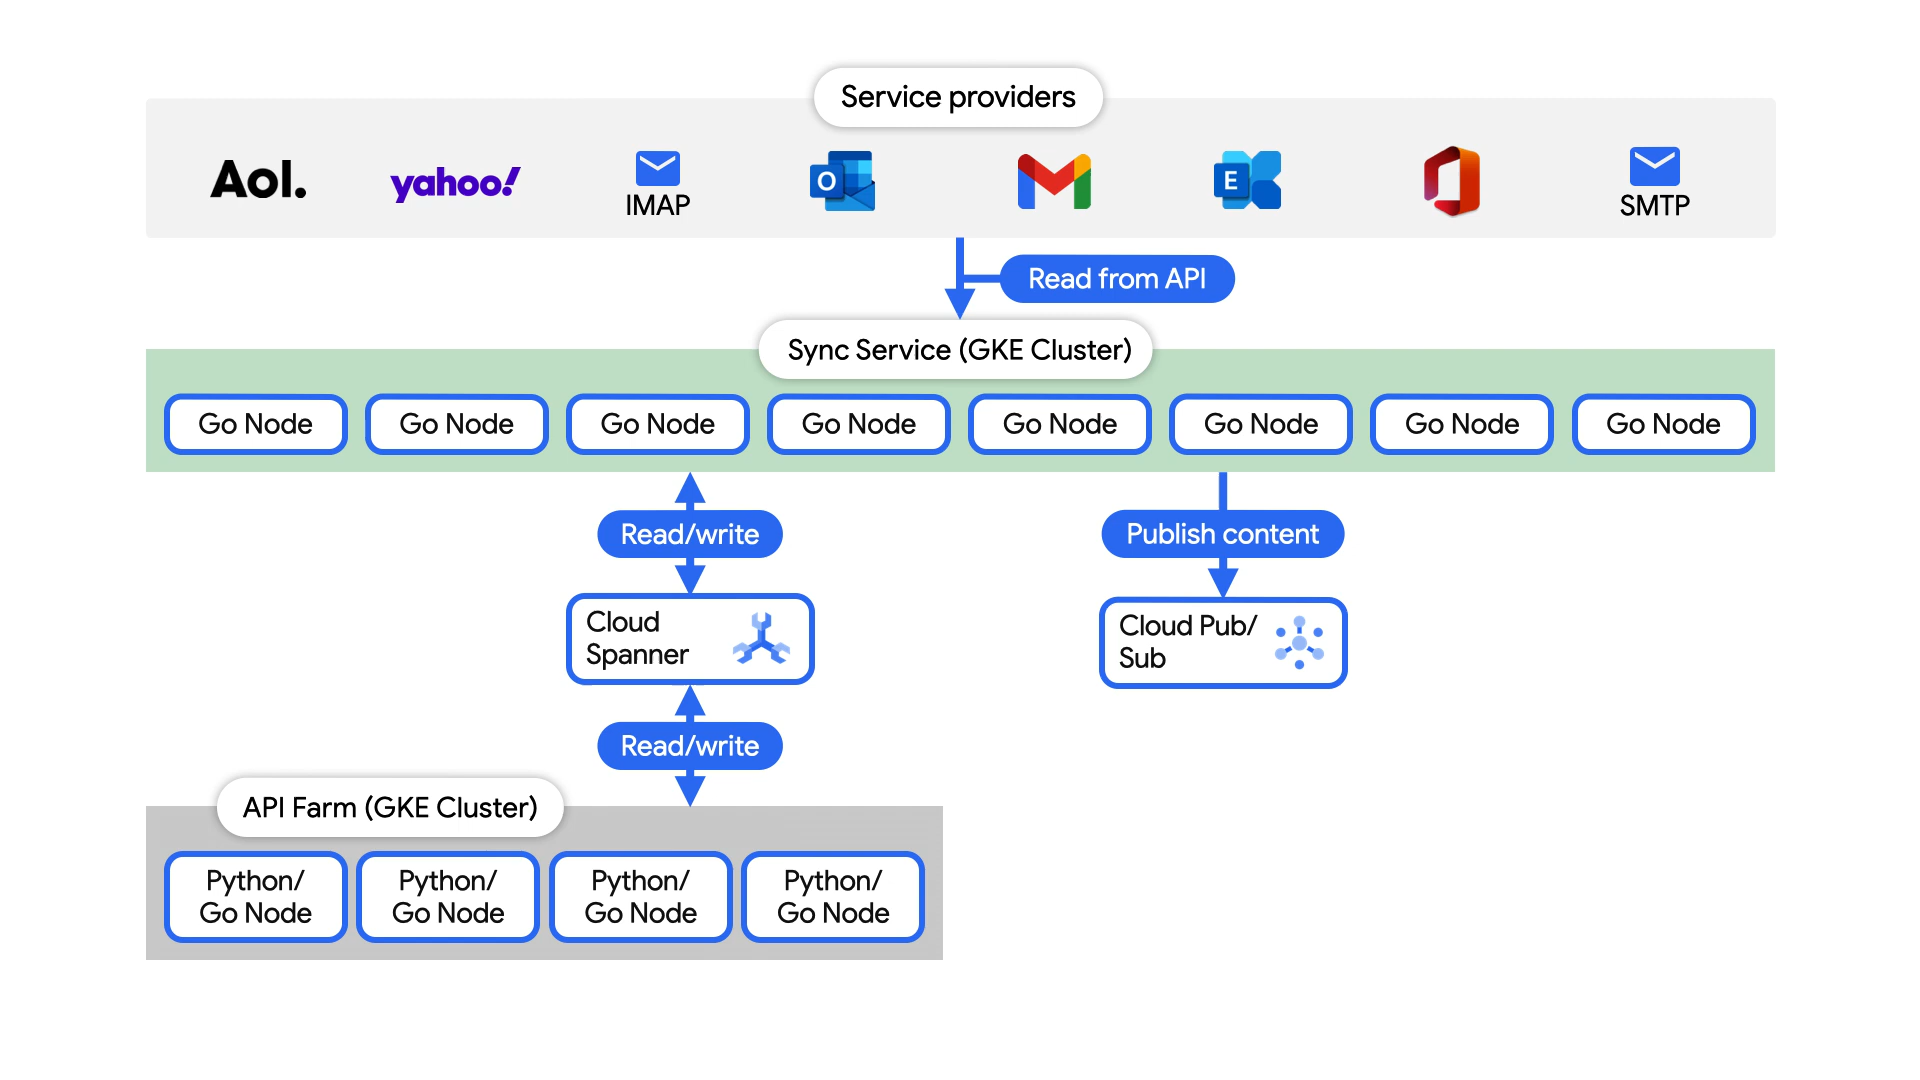 Service providers
Aol.
yahoo!
IMAP
O
E
SMTP
Read from API
Sync Service (GKE Cluster)
Go Node
Go Node
Go Node
Go Node
Go Node
Go Node
Go Node
Go Node
Read/write
Publish content
Cloud
Spanner
Cloud Pub/
Sub
Read/write
API Farm (GKE Cluster)
Python/
Go Node
Python/
Go Node
Python/
Go Node
Python/
Go Node